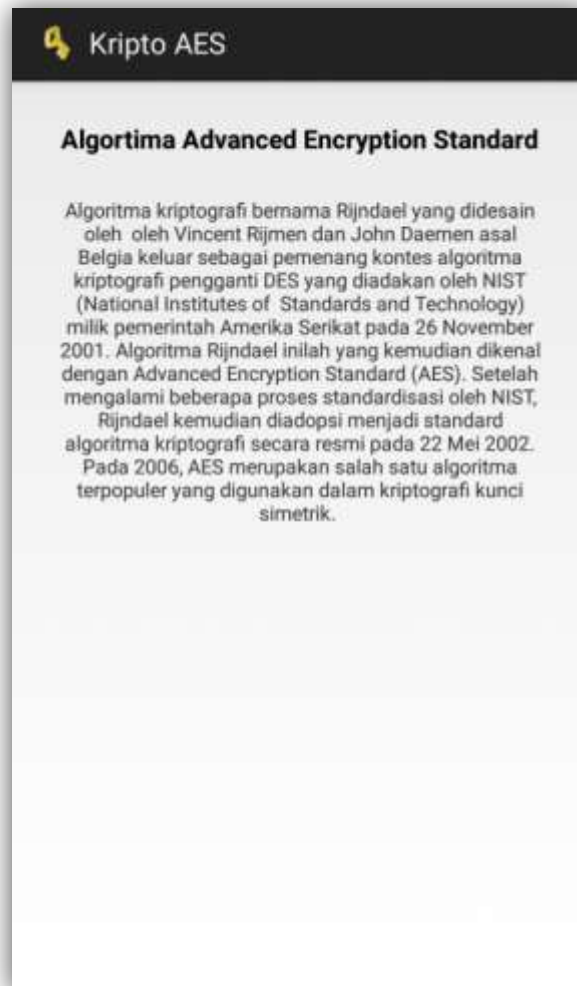 Kripto AES
Algortima Advanced Encryption Standard
Algoritma kriptografi bernama Rijndael yang didesain
oleh  oleh Vincent Rijmen dan John Daemen asal
Belgia keluar sebagai pemenang kontes algoritma
kriptografi pengganti DES yang diadakan oleh NIST
(National Institutes of  Standards and Technology)
milik pemerintah Amerika Serikat pada 26 November
2001. Algoritma Rijndael inilah yang kemudian dikenal
dengan Advanced Encryption Standard (AES). Setelah
mengalami beberapa proses standardisasi oleh NIST,
Rijndael kemudian diadopsi menjadi standard
algoritma kriptografi secara resmi pada 22 Mei 2002.
Pada 2006, AES merupakan salah satu algoritma
terpopuler yang digunakan dalam kriptografi kunci
simetrik.